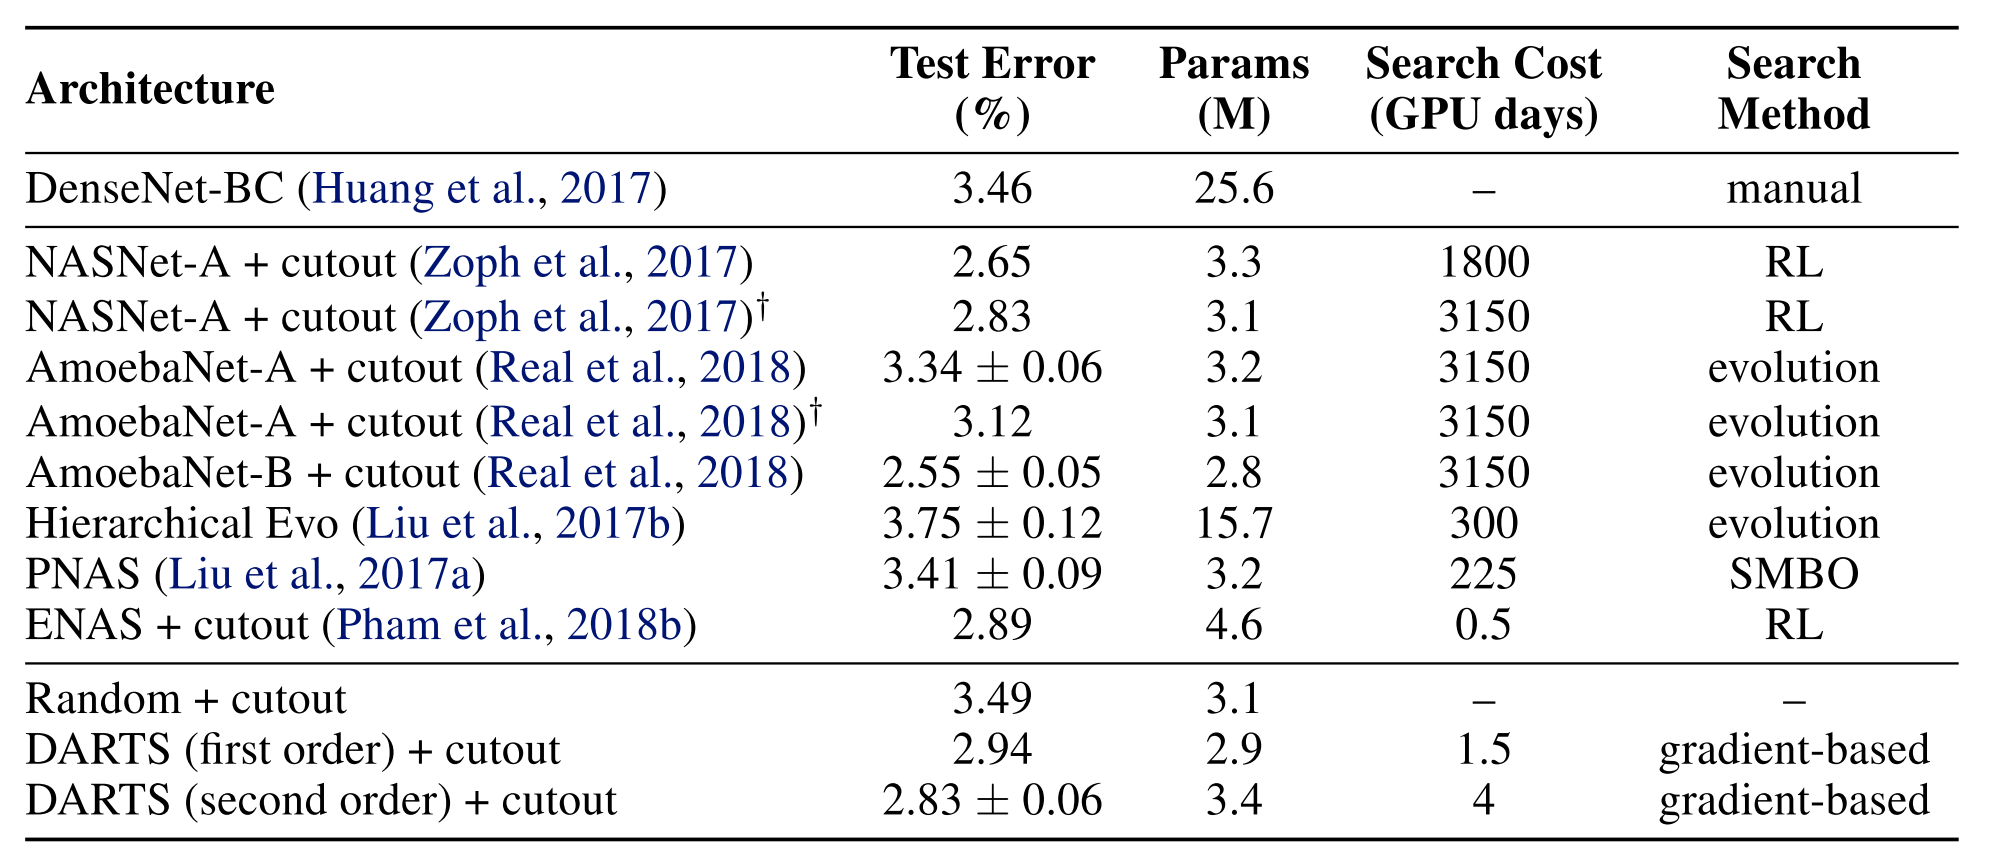 Architecture Test Error (%) Params (M) Search Cost (GPU days) Search Method
DenseNet-BC (Huang et al., 2017) 3.46 25.6 – manual
NASNet-A + cutout (Zoph et al., 2017) 2.65 3.3 1800 RL
NASNet-A + cutout (Zoph et al., 2017)† 2.83 3.1 3150 RL
AmoebaNet-A + cutout (Real et al., 2018) 3.34 ± 0.06 3.2 3150 evolution
AmoebaNet-A + cutout (Real et al., 2018)† 3.12 3.1 3150 evolution
AmoebaNet-B + cutout (Real et al., 2018) 2.55 ± 0.05 2.8 3150 evolution
Hierarchical Evo (Liu et al., 2017b) 3.75 ± 0.12 15.7 300 evolution
PNAS (Liu et al., 2017a) 3.41 ± 0.09 3.2 225 SMBO
ENAS + cutout (Pham et al., 2018b) 2.89 4.6 0.5 RL
Random + cutout 3.49 3.1 – –
DARTS (first order) + cutout 2.94 2.9 1.5 gradient-based
DARTS (second order) + cutout 2.83 ± 0.06 3.4 4 gradient-based